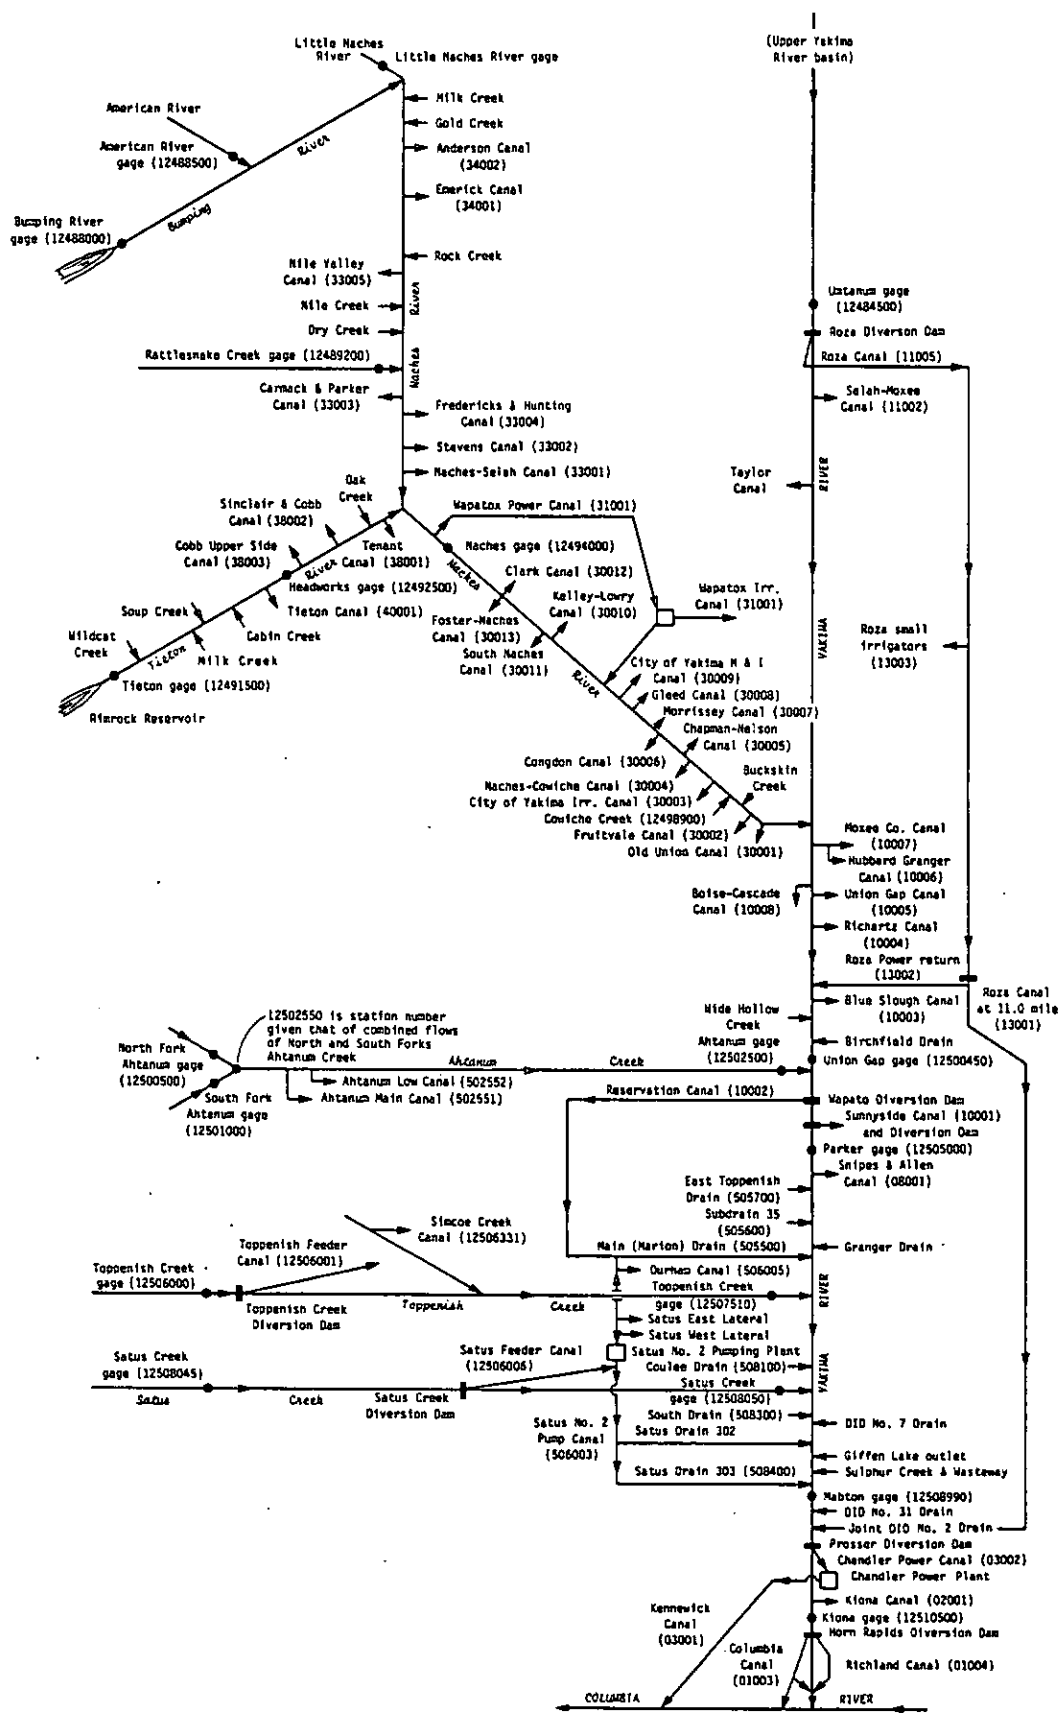 Little Naches
River
Little Naches River gage
(Upper Yakima
River basin)
American River
American River
gage (12488500)
River
Bumping
Bumping River
gage (12488000)
Milk Creek
Gold Creek
Anderson Canal
(34002)
Emerick Canal
(34001)
Rock Creek
Nile Valley
Canal (33005)
River
Nile Creek
Dry Creek
Rattlesnake Creek gage (12489200)
Naches
Carmack & Parker
Canal (33003)
Fredericks & Hunting
Canal (33004)
Stevens Canal (33002)
Naches-Selah Canal (33001)
Umtanum gage
(12484500)
Roza Diverson Dam
Roza Canal (11005)
Selah-Moxee
Canal (11002)
RIVER
Taylor
Canal
YAKIMA
Roza small
irrigators
(13003)
Oak
Creek
Sinclair & Cobb
Canal (38002)
Cobb Upper Side
Canal (38003)
River
Tenant
Canal (38001)
Headworks gage (12492500)
Tieton Canal (40001)
Soup Creek
Cabin Creek
Wildcat
Creek
Tieton
Milk Creek
Tieton gage (12491500)
Rimrock Reservoir
Wapatox Power Canal (31001)
Naches gage (12494000)
Naches
Clark Canal (30012)
Kelley-Lowry
Canal (30010)
Wapatox Irr.
Canal (31001)
Foster-Naches
Canal (30013)
South Naches
Canal (30011)
River
City of Yakima M & I
Canal (30009)
Gleed Canal (30008)
Morrissey Canal (30007)
Chapman-Nelson
Canal (30005)
Congdon Canal (30006)
Buckskin
Creek
Naches-Cowiche Canal (30004)
City of Yakima Irr. Canal (30003)
Cowiche Creek (12498900)
Fruitvale Canal (30002)
Old Union Canal (30001)
Moxee Co. Canal
(10007)
Hubbard Granger
Canal (10006)
Boise-Cascade
Canal (10008)
Union Gap Canal
(10005)
Richartz Canal
(10004)
Roza Power return
(13002)
Roza Canal
at 11.0 mile
(13001)
Blue Slough Canal
(10003)
Wide Hollow
Creek
Birchfield Drain
Ahtanum gage
(12502500)
Union Gap gage (12500450)
12502550 is station number
given that of combined flows
of North and South Forks
Ahtanum Creek
Ahtanum
Creek
North Fork
Ahtanum gage
(12500500)
South Fork
Ahtanum gage
(12501000)
Ahtanum Low Canal (502552)
Ahtanum Main Canal (502551)
Reservation Canal (10002)
Wapato Diversion Dam
Sunnyside Canal (10001)
and Diversion Dam
Parker gage (12505000)
Snipes & Allen
Canal (08001)
East Toppenish
Drain (505700)
Subdrain 35
(505600)
Main (Marion) Drain (505500)
Granger Drain
Simcoe Creek
Canal (12506331)
Toppenish Feeder
Canal (12506001)
Toppenish Creek
gage (12506000)
Toppenish Creek
Diversion Dam
Toppenish
Creek
Durham Canal (506005)
Toppenish Creek
gage (12507510)
RIVER
Satus East Lateral
Satus West Lateral
Satus No. 2 Pumping Plant
Coulee Drain (508100)
YAKIMA
Satus Feeder Canal
(12506006)
Satus Creek
gage (12508045)
Satus
Creek
Satus Creek
Diversion Dam
Satus Creek
gage (12508050)
South Drain (508300)
DID No. 7 Drain
Satus No. 2
Pump Canal
(506003)
Satus Drain 302
Giffen Lake outlet
Satus Drain 303 (508400)
Sulphur Creek & Wasteway
Mabton gage (12508990)
DID No. 31 Drain
Joint DID No. 2 Drain
Prosser Diversion Dam
Chandler Power Canal (03002)
Chandler Power Plant
Kiona Canal (02001)
Kiona gage (12510500)
Horn Rapids Diversion Dam
Kennewick
Canal
(03001)
Columbia
Canal
(01003)
Richland Canal (01004)
COLUMBIA
RIVER